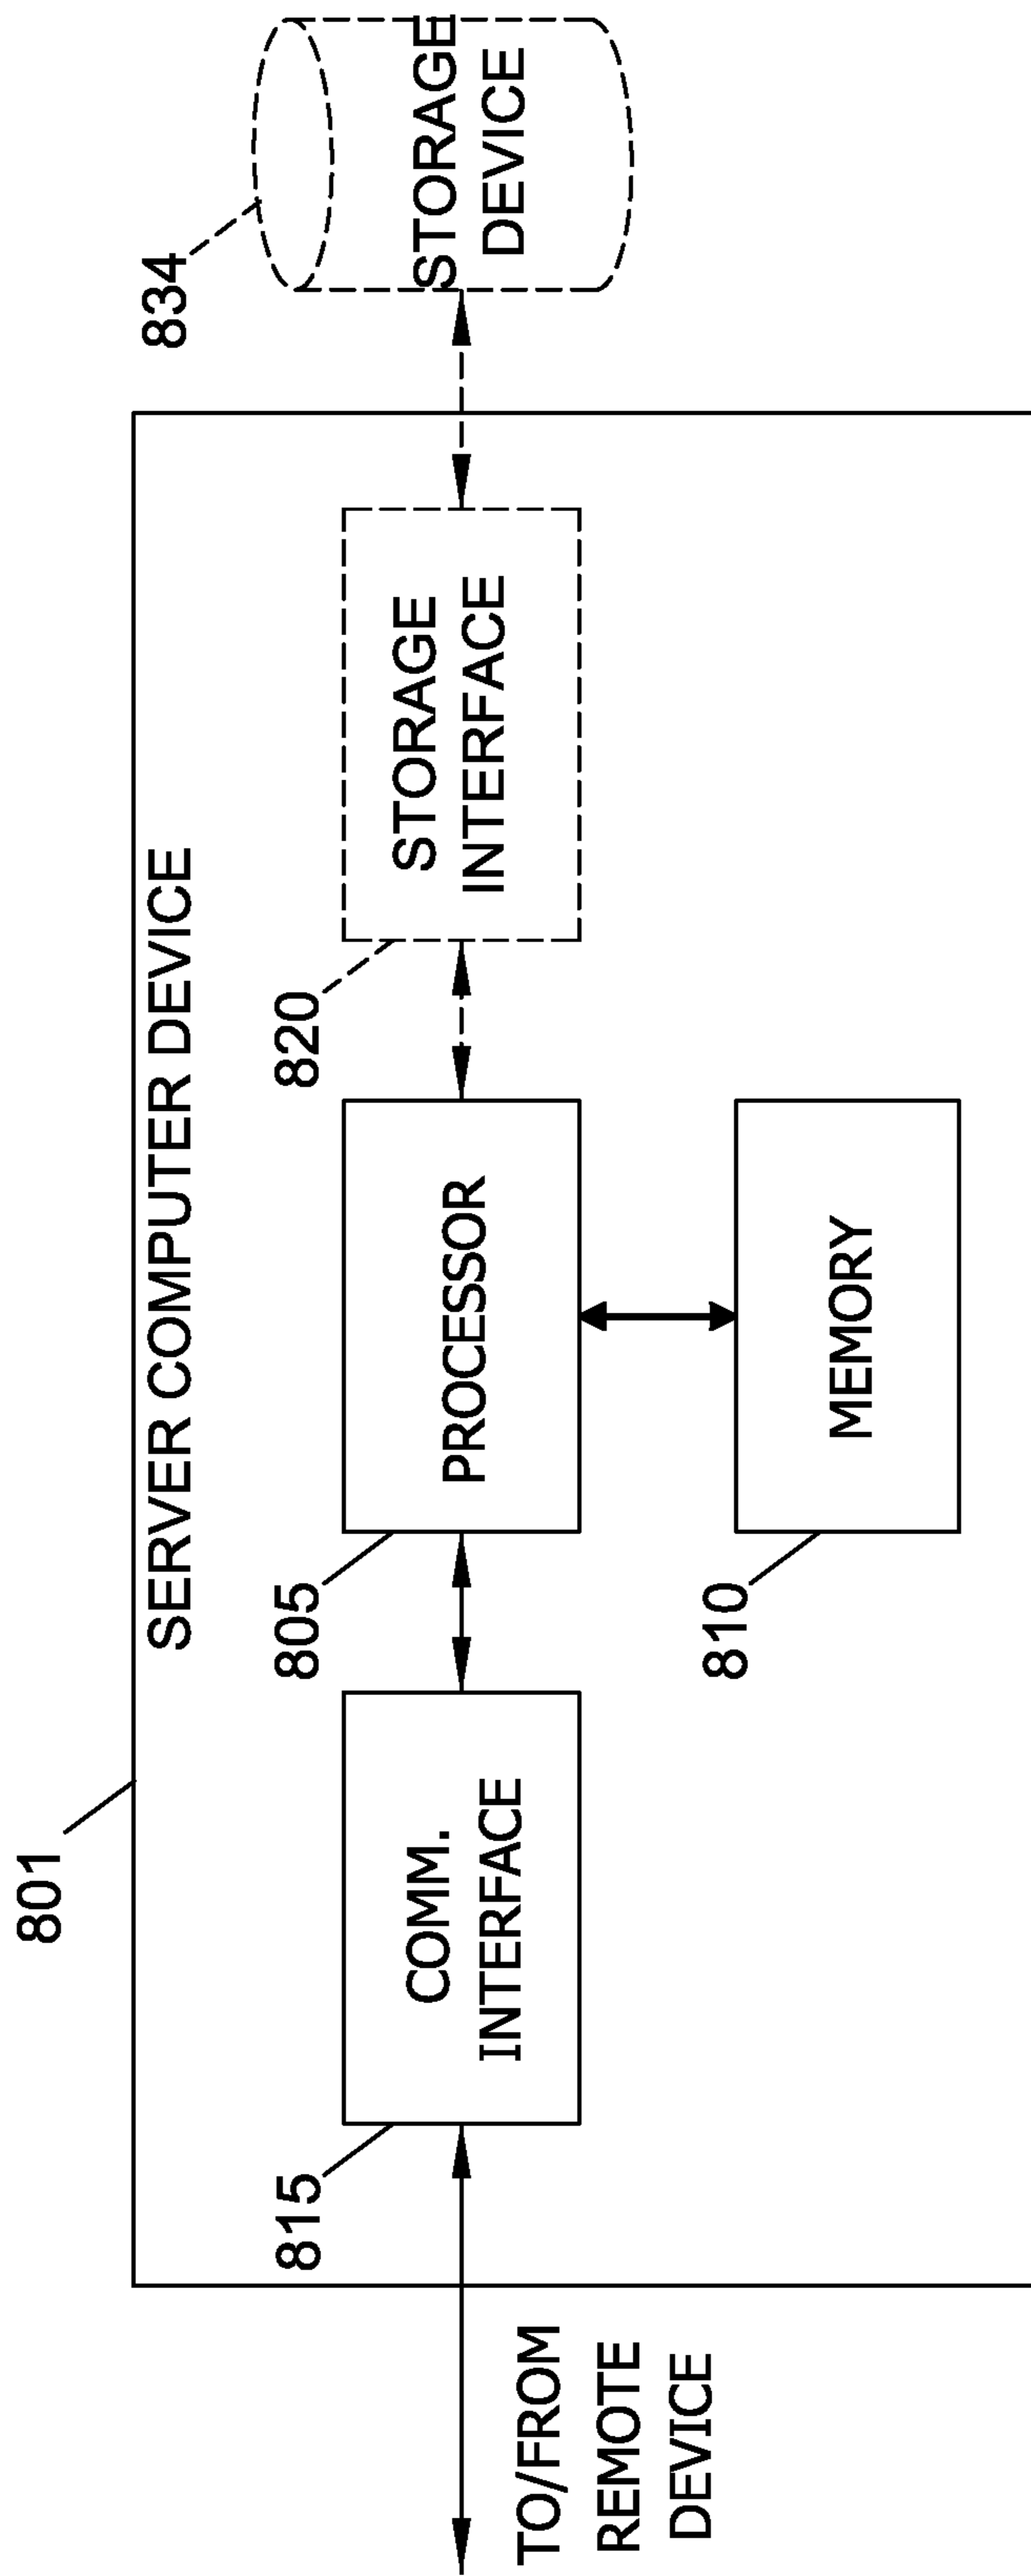 801
SERVER COMPUTER DEVICE
834
815
COMM.
INTERFACE
805
PROCESSOR
820
STORAGE
INTERFACE
STORAGE
DEVICE
TO/FROM
REMOTE
DEVICE
810
MEMORY